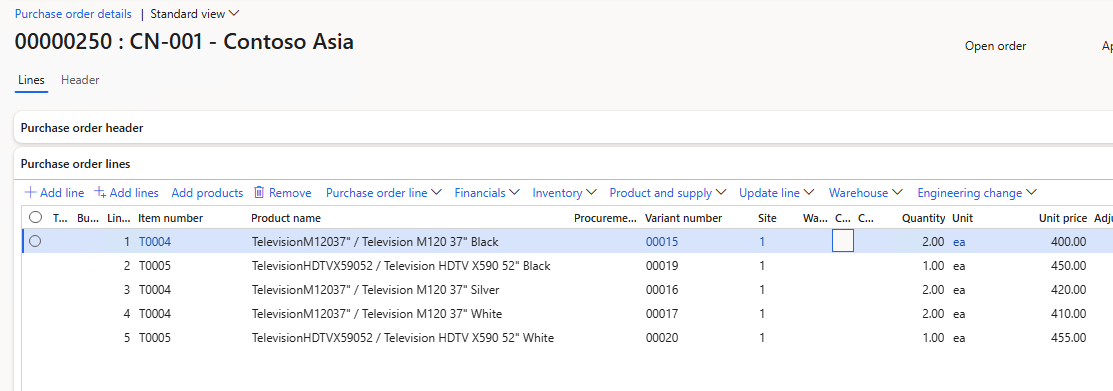 Purchase order details | Standard view
00000250 : CN-001 - Contoso Asia
Open order
Ap
Lines Header
Purchase order header
Purchase order lines
+ Add line Add lines Add products Remove Purchase order line Financials Inventory Product and supply Update line Warehouse Engineering change
T... Bu... Lin... Item number Product name Procureme... Variant number Site Wa... C... C... Quantity Unit Unit price Adju
1 T0004 TelevisionM12037" / Television M120 37" Black 00015 1 2.00 ea 400.00
2 T0005 TelevisionHDTVX59052 / Television HDTV X590 52" Black 00019 1 1.00 ea 450.00
3 T0004 TelevisionM12037" / Television M120 37" Silver 00016 1 2.00 ea 420.00
4 T0004 TelevisionM12037" / Television M120 37" White 00017 1 2.00 ea 410.00
5 T0005 TelevisionHDTVX59052 / Television HDTV X590 52" White 00020 1 1.00 ea 455.00